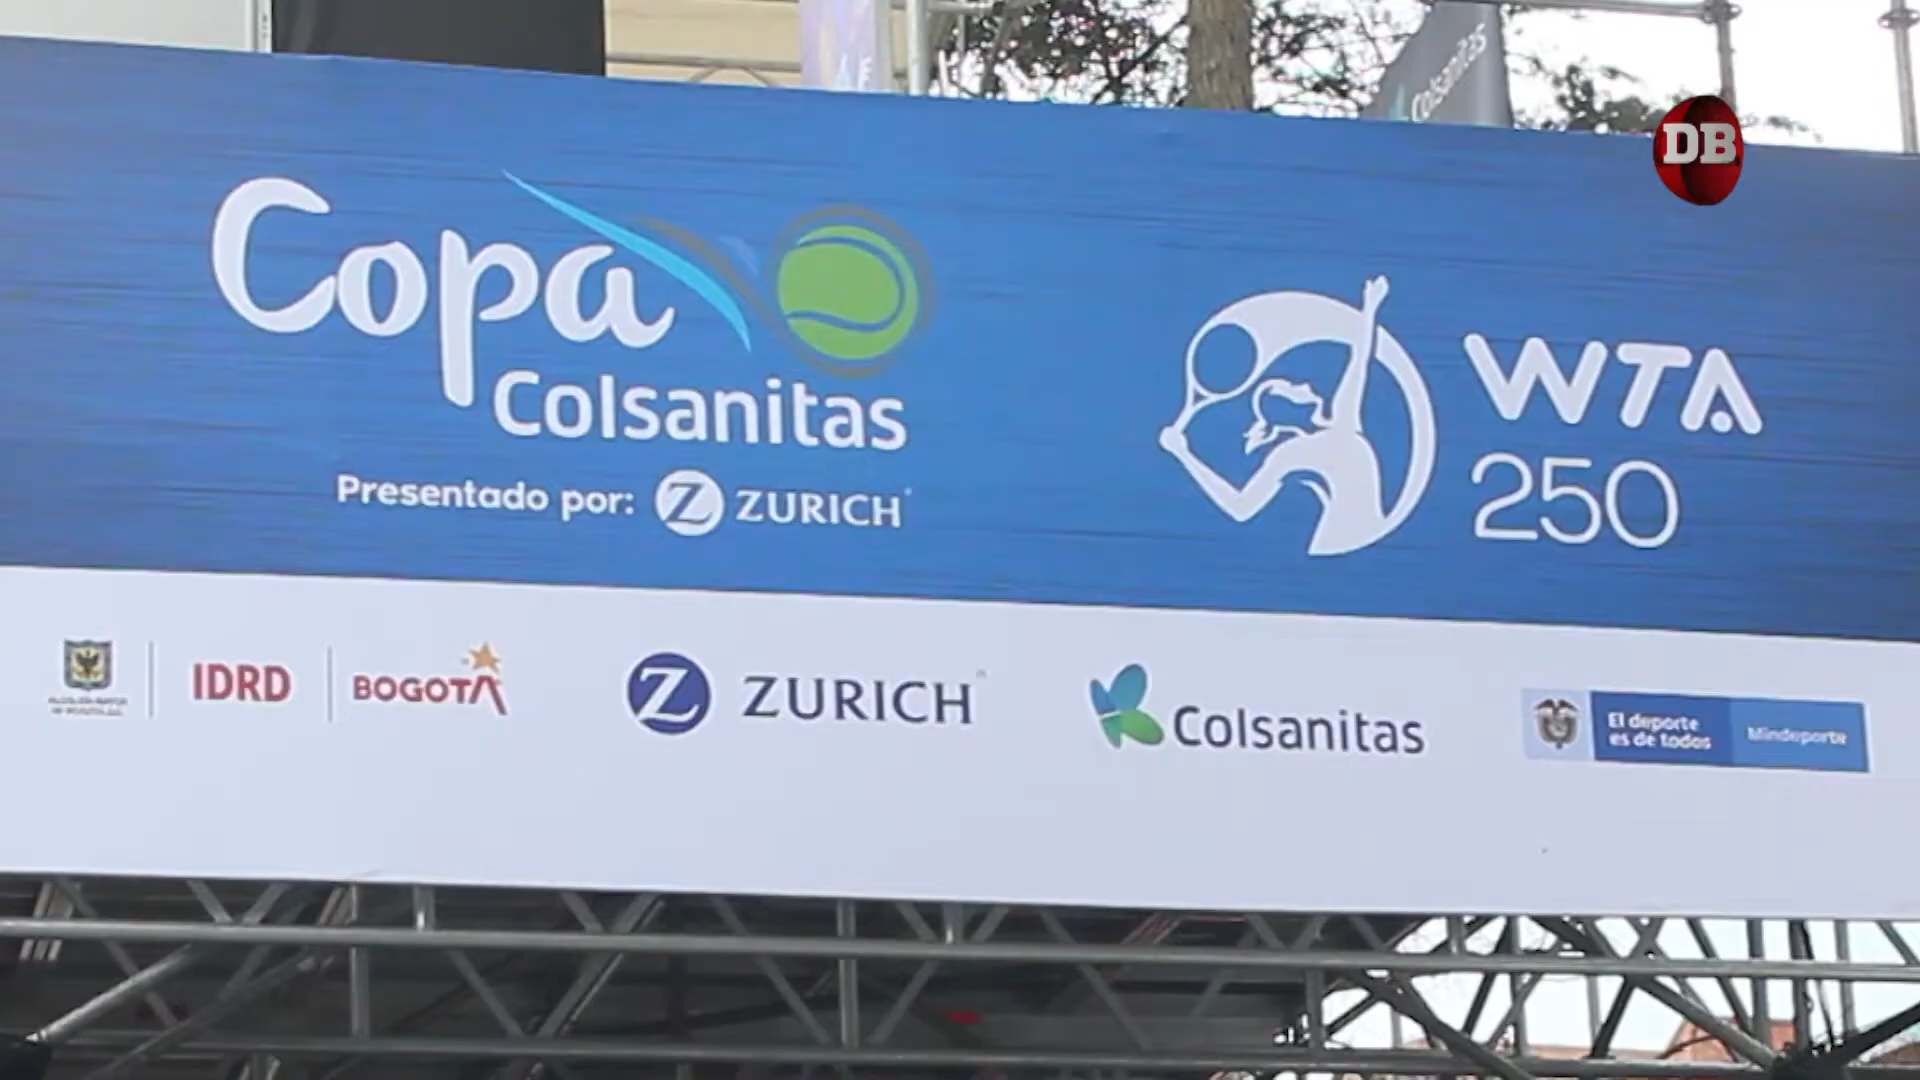 Colsanitas
DB
Copa
Colsanitas
Presentado por: Z ZURICH
WTA
250
IDRD
BOGOTA
Z ZURICH
Colsanitas
El deporte
es de todos
Mindeporte